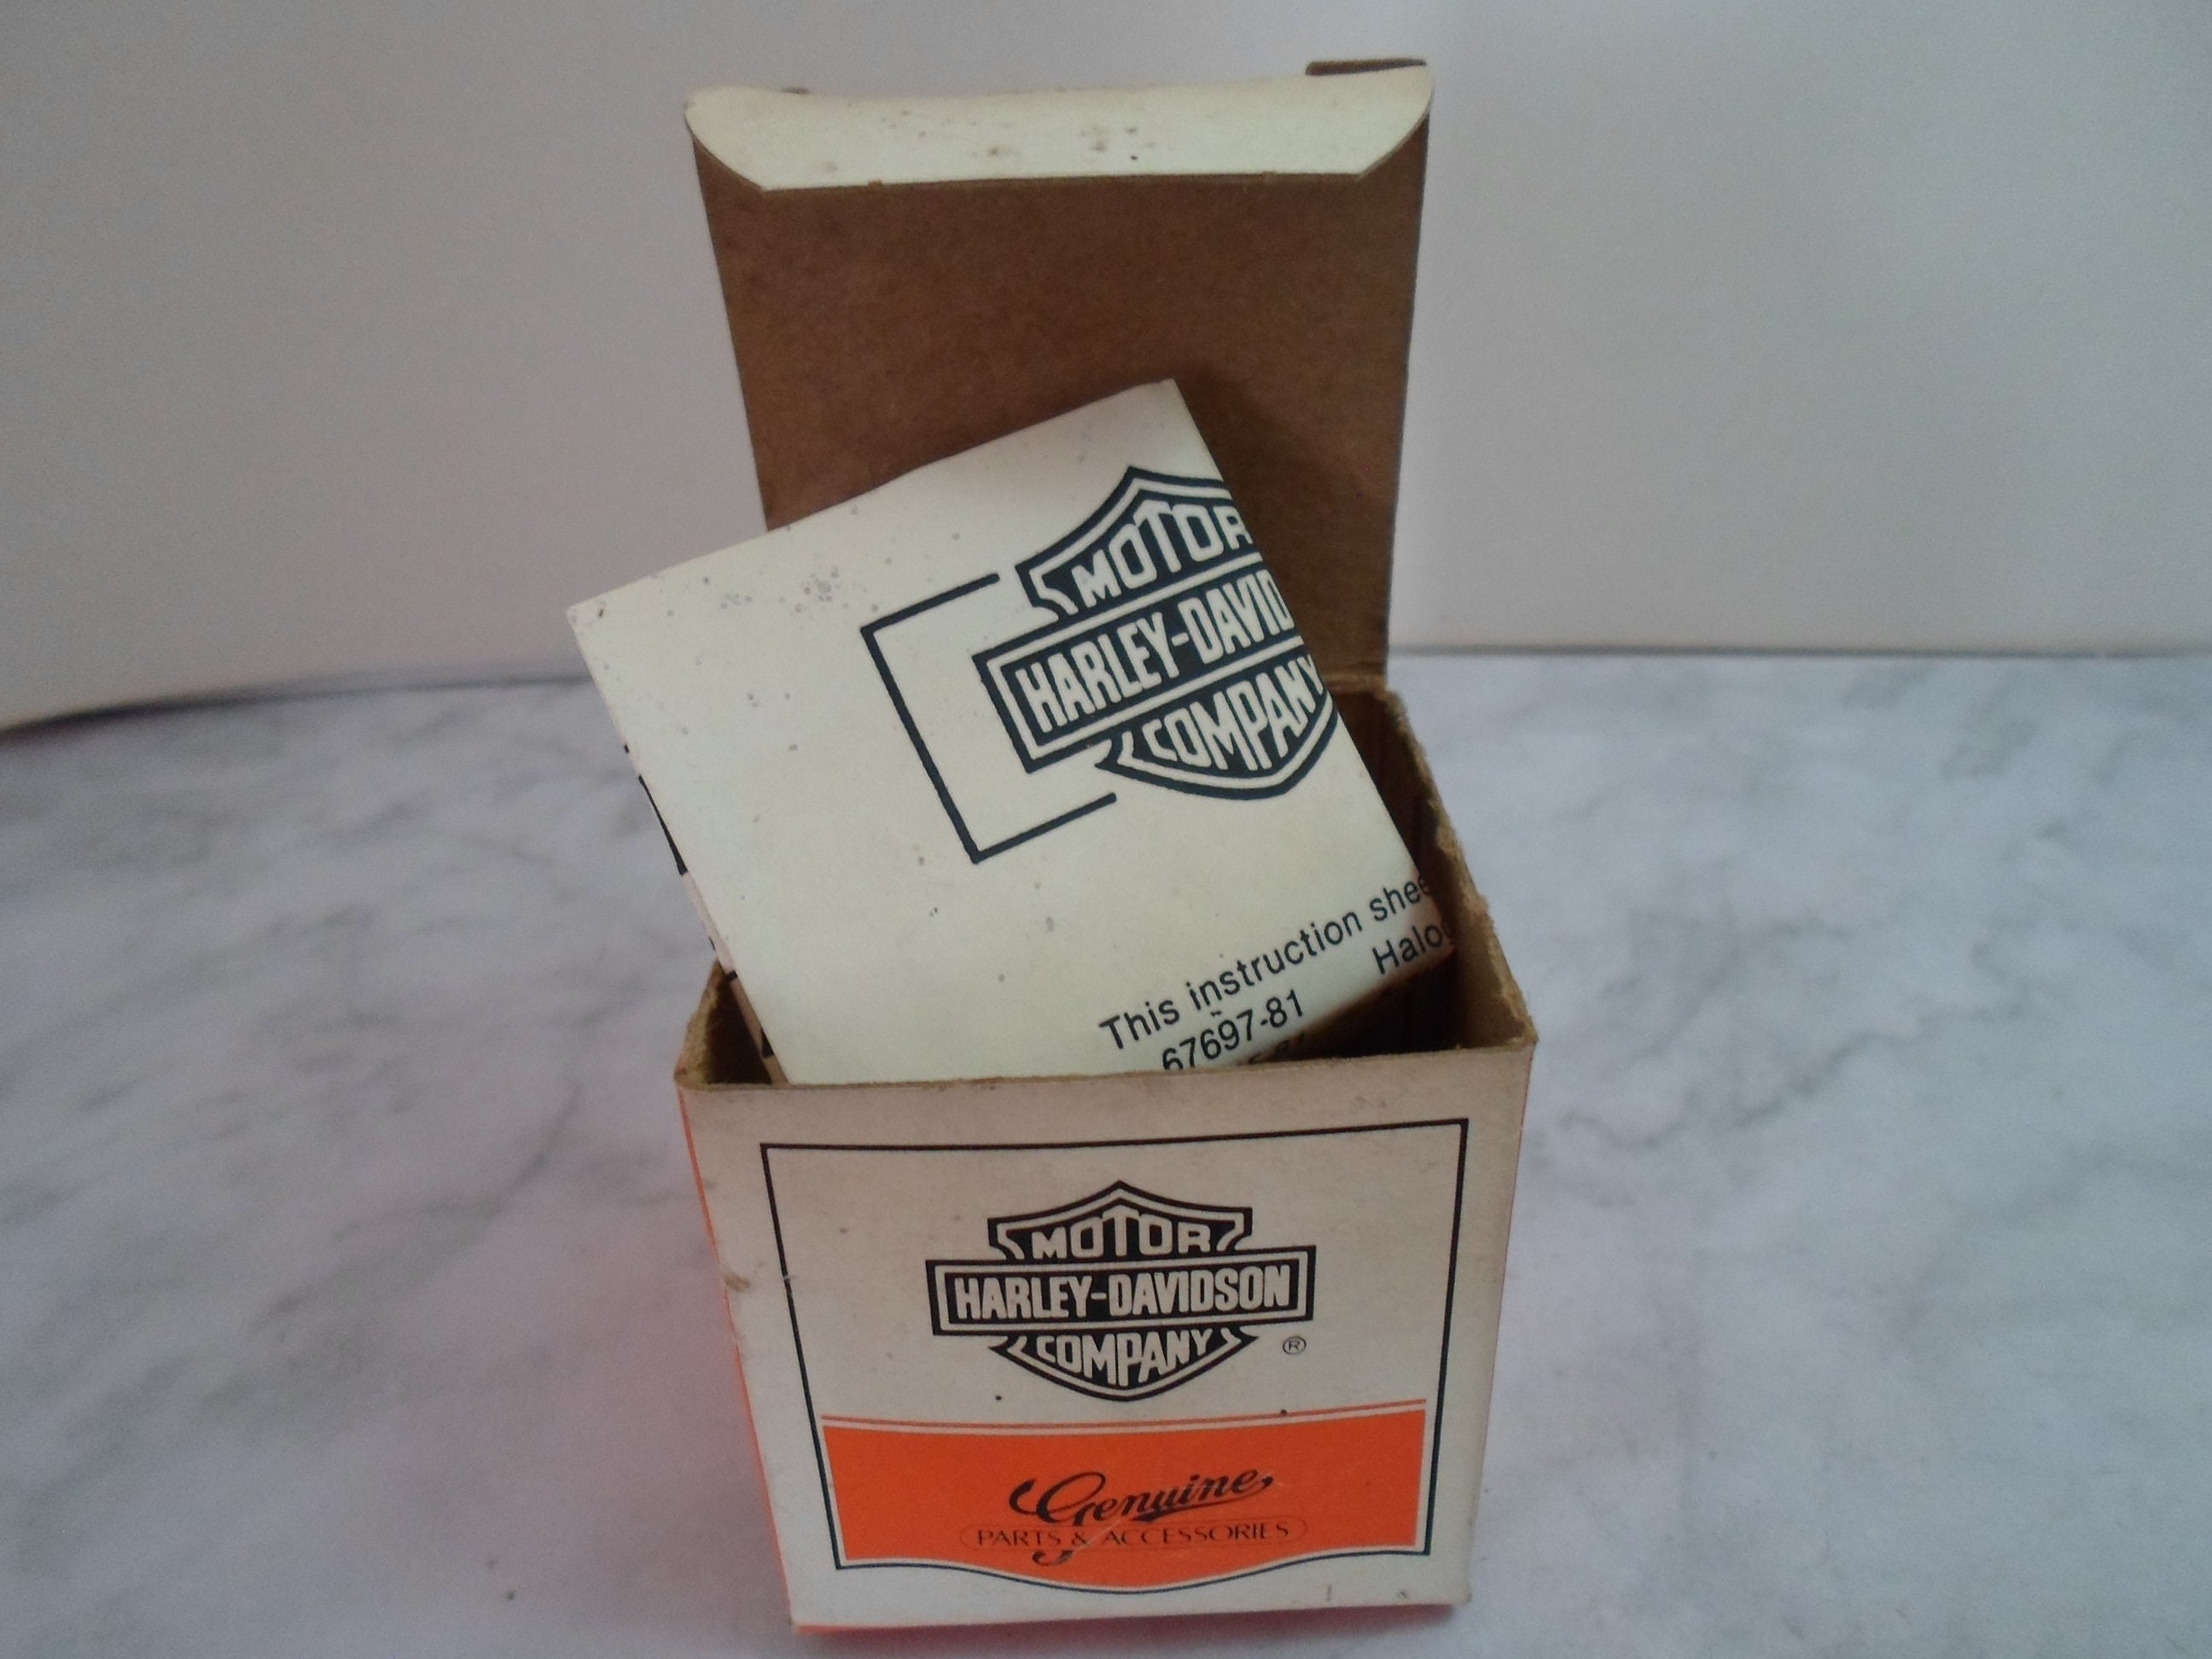 MOTOR
HARLEY-DAVID
COMPANY
This instruction shee
Halo
67697-81
MOTOR
HARLEY-DAVIDSON
COMPANY
®
Genuine
PARTS & ACCESSORIES